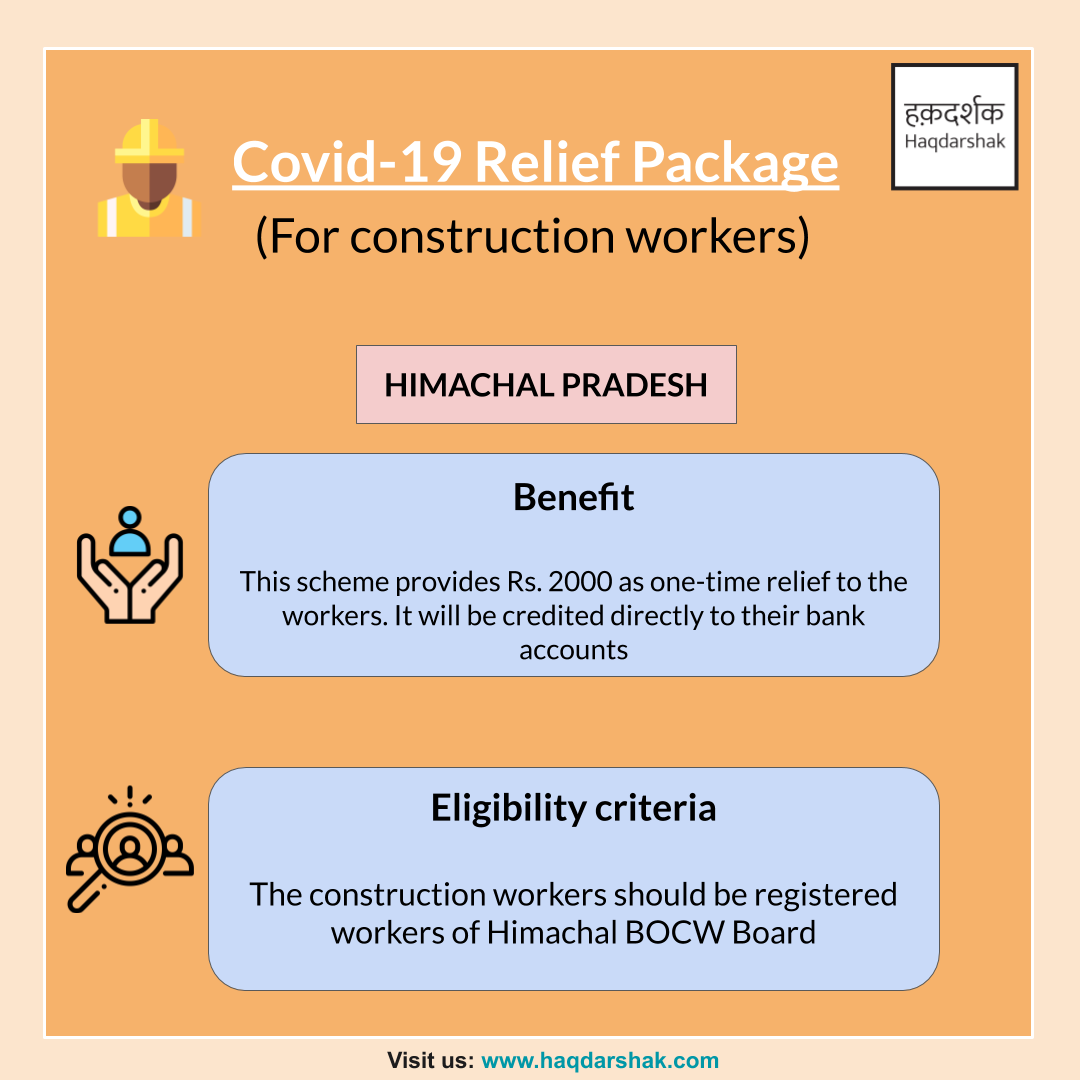 हक़दर्शक
Haqdarshak
Covid-19 Relief Package
(For construction workers)
HIMACHAL PRADESH
Benefit
This scheme provides Rs. 2000 as one-time relief to the
workers. It will be credited directly to their bank
accounts
Eligibility criteria
The construction workers should be registered
workers of Himachal BOCW Board
Visit us: www.haqdarshak.com